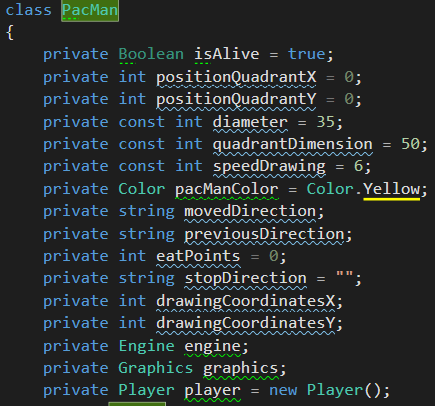 class PacMan
{
private Boolean isAlive = true;
private int positionQuadrantX = 0;
private int positionQuadrantY = 0;
private const int diameter = 35;
private const int quadrantDimension = 50;
private const int speedDrawing = 6;
private Color pacManColor = Color.Yellow;
private string movedDirection;
private string previousDirection;
private int eatPoints = 0;
private string stopDirection = "";
private int drawingCoordinatesX;
private int drawingCoordinatesY;
private Engine engine;
private Graphics graphics;
private Player player = new Player();